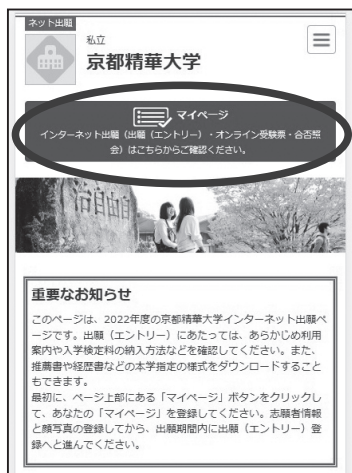 ネット出願
私立
京都精華大学
マイページ
インターネット出願（出願（エントリー）・オンライン受験票・合否照
会）はこちらからご確認ください。
自由自治
重要なお知らせ
このページは、2022年度の京都精華大学インターネット出願ペ
ージです。出願（エントリー）にあたっては、あらかじめ利用
案内や入学検定料の納入方法などを確認してください。また、
推薦書や経歴書などの本学指定の様式をダウンロードすること
もできます。
最初に、ページ上部にある「マイページ」ボタンをクリックし
て、あなたの「マイページ」を登録してください。志願者情報
と顔写真の登録してから、出願期間内に出願（エントリー）登
録へと進んでください。